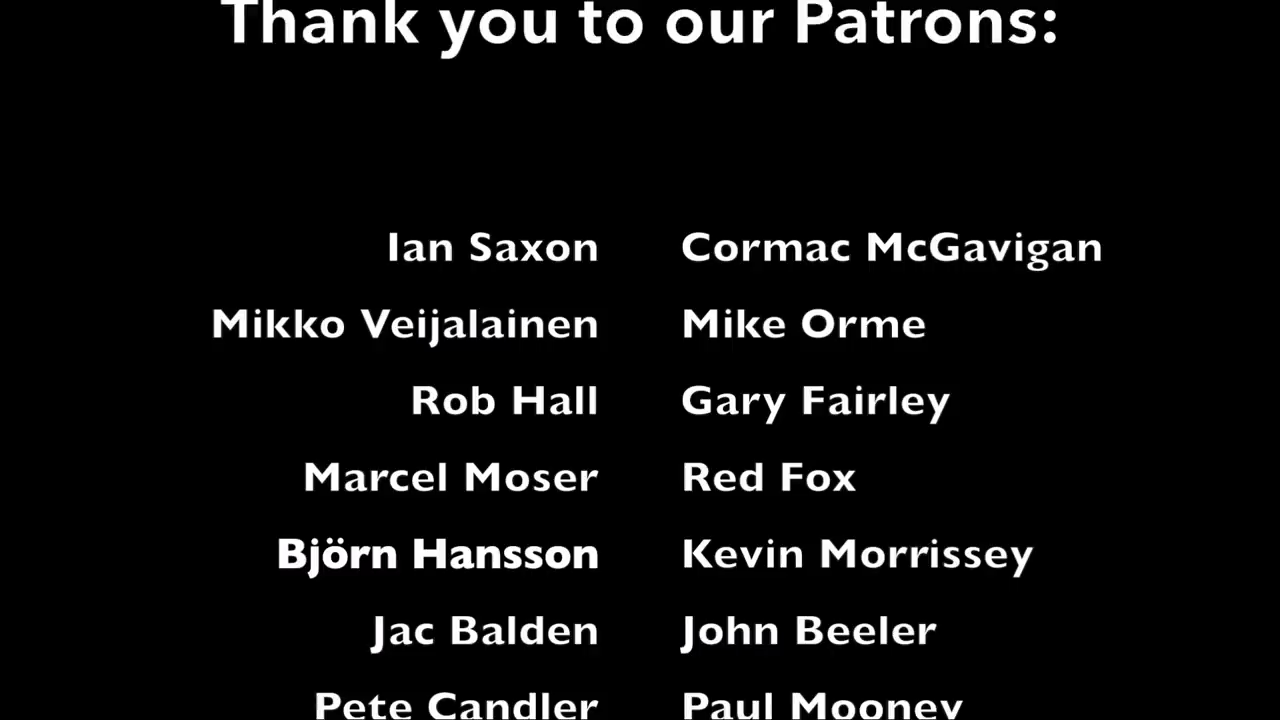 Thank you to our Patrons:
Ian Saxon Cormac McGavigan
Mikko Veijalainen Mike Orme
Rob Hall Gary Fairley
Marcel Moser Red Fox
Björn Hansson Kevin Morrissey
Jac Balden John Beeler
Pete Candler Paul Mooney